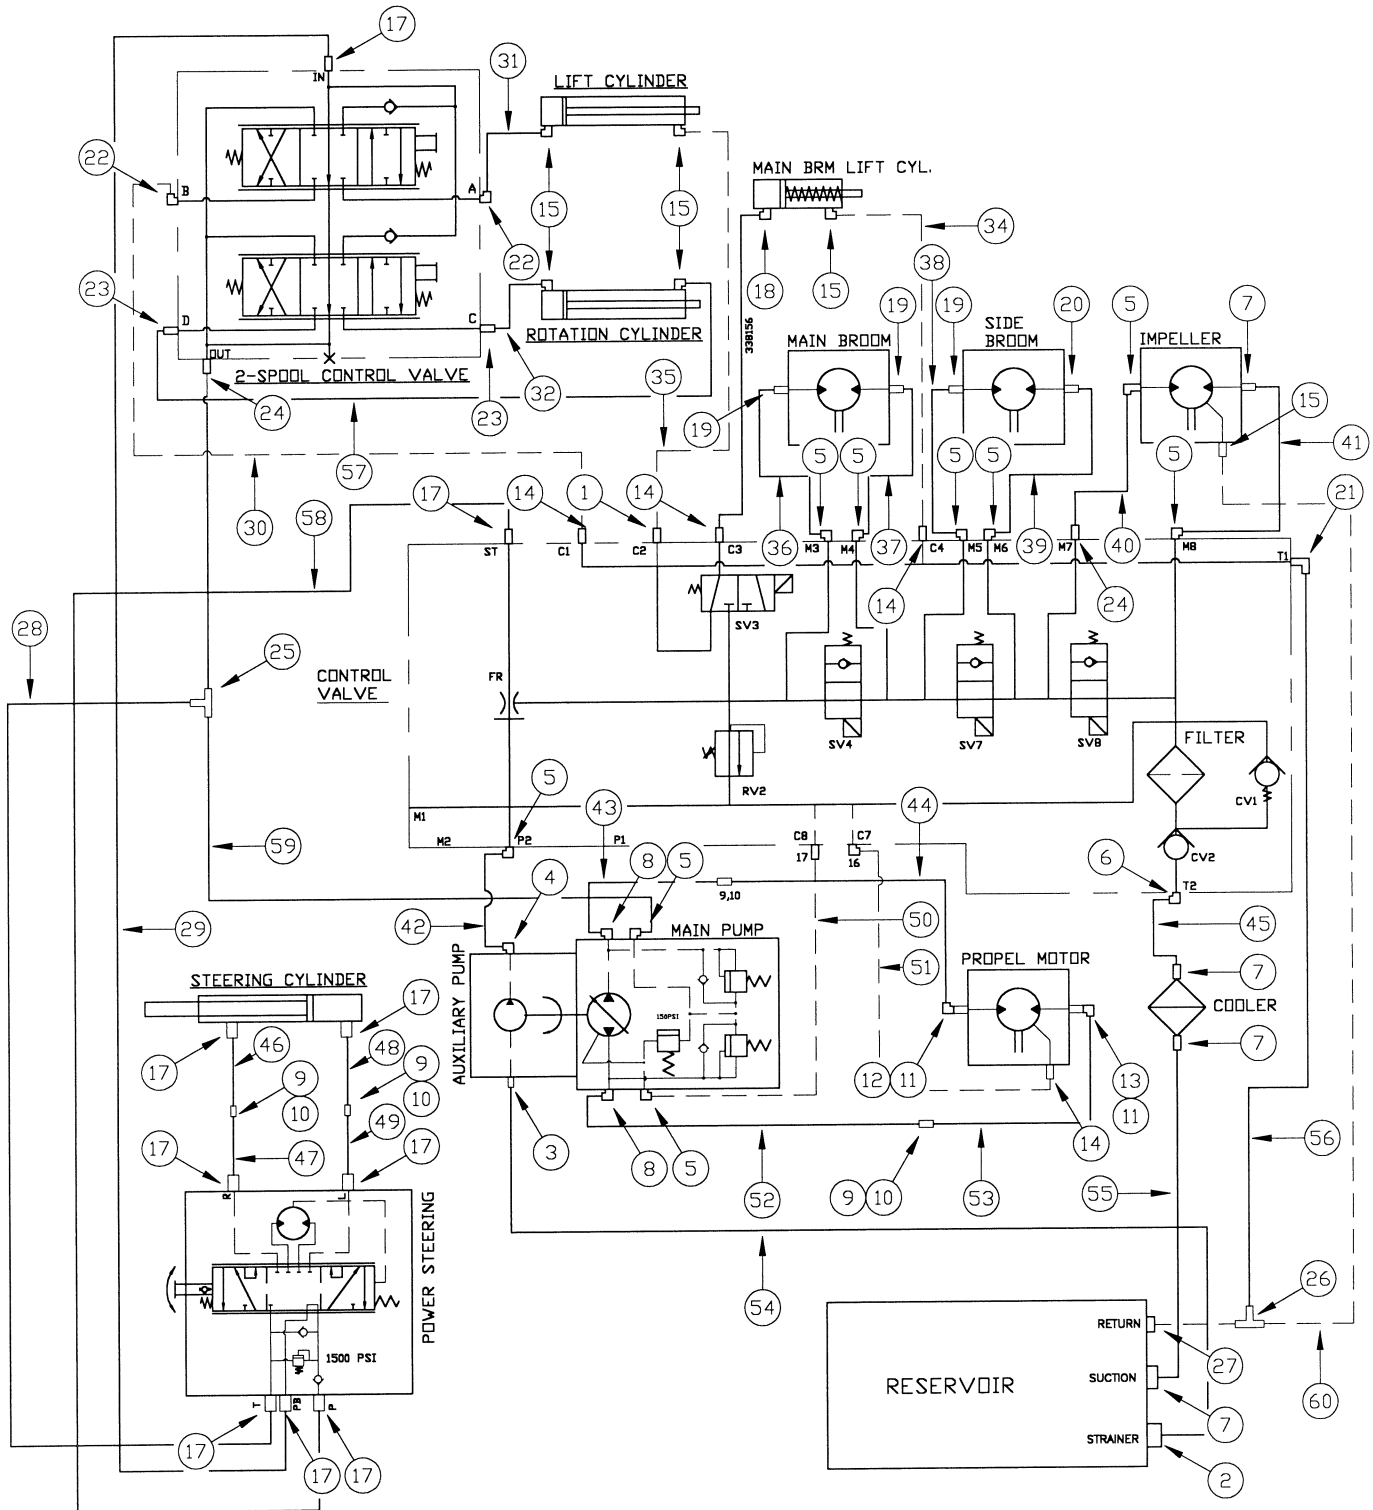 17
31
LIFT CYLINDER
IN
22
B
A
MAIN BRM LIFT CYL.
15
15
34
22
38
18
15
23
D
C
19
19
SIDE
BROOM
20
5
7
338156
MAIN BROOM
IMPELLER
ROTATION CYLINDER
OUT
2-SPOOL CONTROL VALVE
35
24
23
32
19
15
5
5
5
5
5
41
57
30
58
17
14
1
14
21
36
37
39
40
ST
C1
C2
C3
M3
M4
C4
M5
M6
M7
M8
T1
14
24
SV3
28
25
CONTROL
VALVE
FR
FILTER
SV4
SV7
SV8
5
43
44
RV2
CV1
M1
M2
P2
P1
C8
17
C7
16
CV2
59
8
5
6
T2
4
9,10
29
42
50
45
MAIN PUMP
51
PROPEL MOTOR
7
STEERING CYLINDER
COOLER
17
AUXILIARY PUMP
150PSI
46
48
7
17
9
10
9
10
12
11
13
11
49
3
14
56
47
17
17
8
5
52
9
10
53
55
R
L
POWER STEERING
54
26
RETURN
1500 PSI
27
60
RESERVOIR
SUCTION
T
PB
P
7
17
17
17
STRAINER
2